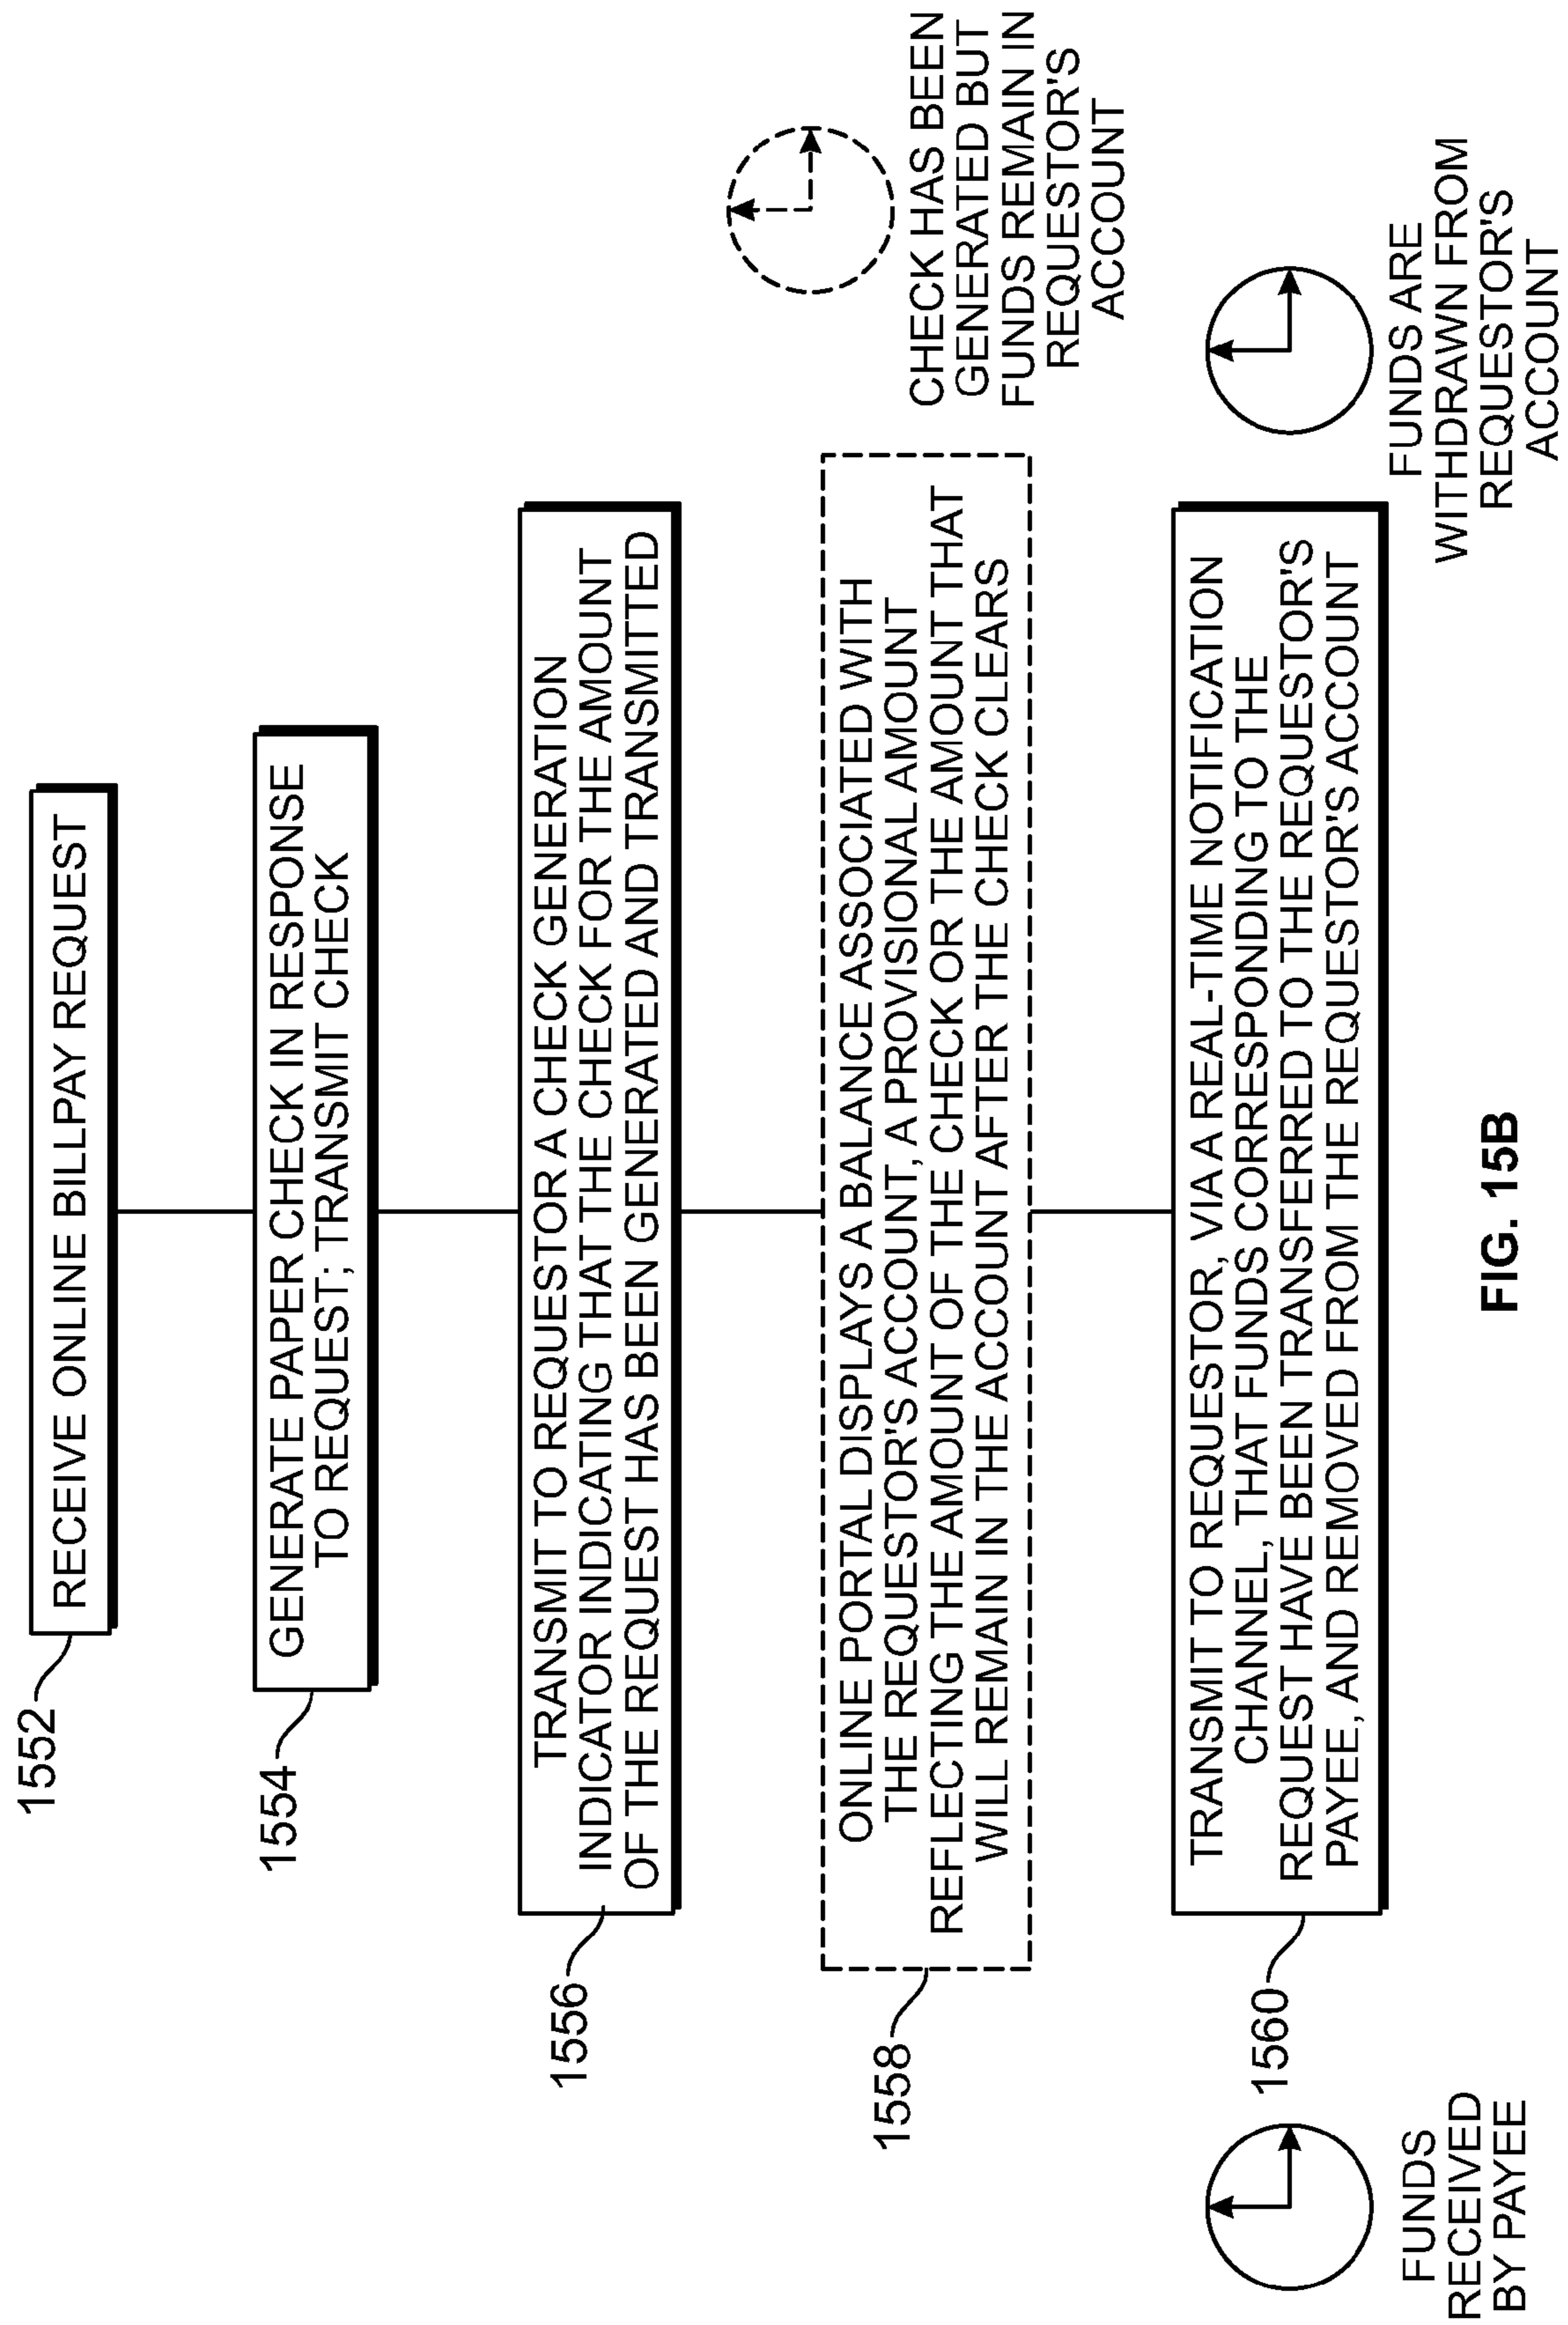 1552
RECEIVE ONLINE BILLPAY REQUEST
1554
GENERATE PAPER CHECK IN RESPONSE
TO REQUEST; TRANSMIT CHECK
1556
TRANSMIT TO REQUESTOR A CHECK GENERATION
INDICATOR INDICATING THAT THE CHECK FOR THE AMOUNT
OF THE REQUEST HAS BEEN GENERATED AND TRANSMITTED
1558
ONLINE PORTAL DISPLAYS A BALANCE ASSOCIATED WITH
THE REQUESTOR'S ACCOUNT, A PROVISIONAL AMOUNT
REFLECTING THE AMOUNT OF THE CHECK OR THE AMOUNT THAT
WILL REMAIN IN THE ACCOUNT AFTER THE CHECK CLEARS
CHECK HAS BEEN
GENERATED BUT
FUNDS REMAIN IN
REQUESTOR'S
ACCOUNT
FUNDS
RECEIVED
BY PAYEE
1560
TRANSMIT TO REQUESTOR, VIA A REAL-TIME NOTIFICATION
CHANNEL, THAT FUNDS CORRESPONDING TO THE
REQUEST HAVE BEEN TRANSFERRED TO THE REQUESTOR'S
PAYEE, AND REMOVED FROM THE REQUESTOR'S ACCOUNT
FUNDS ARE
WITHDRAWN FROM
REQUESTOR'S
ACCOUNT
FIG. 15B